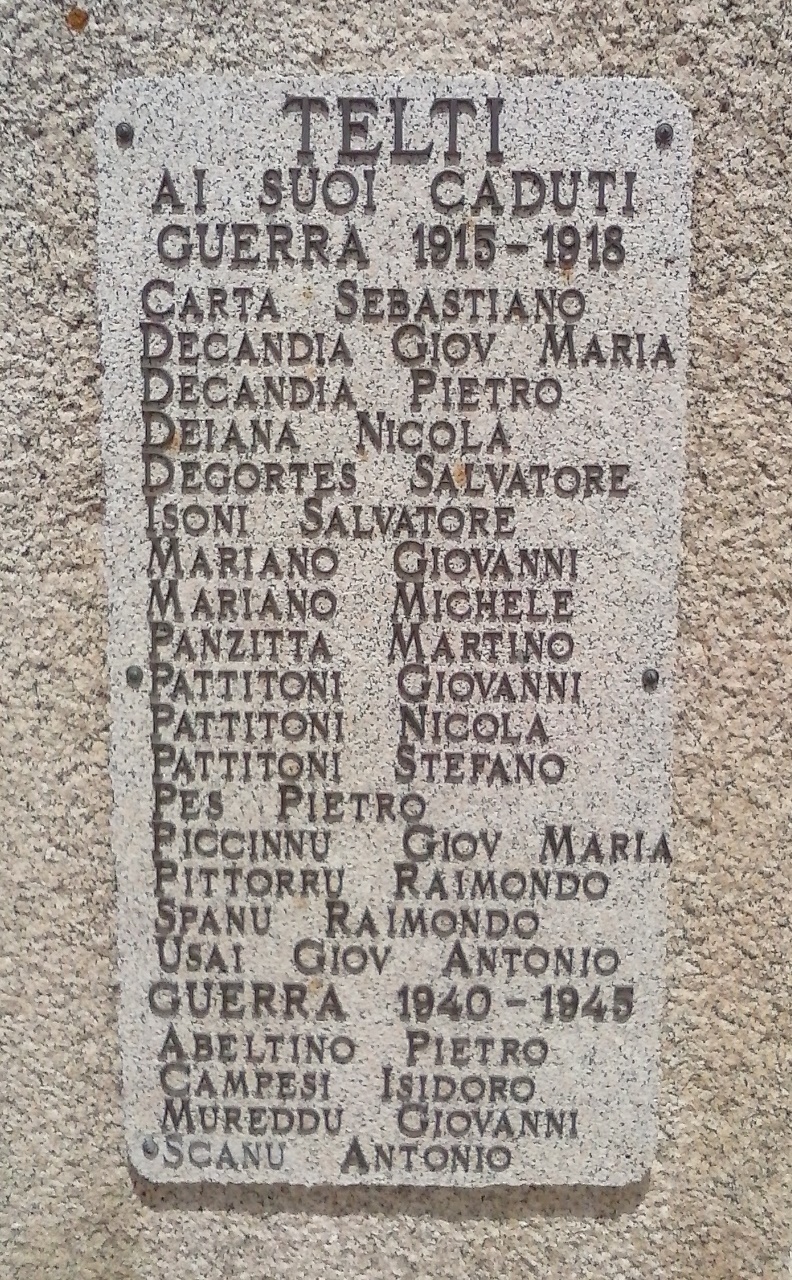 TELTI
AI SUOI CADUTI
GUERRA 1915-1918
CARTA SEBASTIANO
DECANDIA GIOV MARIA
DECANDIA PIETRO
DEIANA NICOLA
DEGORTES SALVATORE
ISONI SALVATORE
MARIANO GIOVANNI
MARIANO MICHELE
PANZITTA MARTINO
PATTITONI GIOVANNI
PATTITONI NICOLA
PATTITONI STEFANO
PES PIETRO
PICCINNU GIOV MARIA
PITTORRU RAIMONDO
SPANU RAIMONDO
USAI GIOV ANTONIO
GUERRA 1940-1945
ABELTINO PIETRO
CAMPESI ISIDORO
MUREDDU GIOVANNI
SCANU ANTONIO